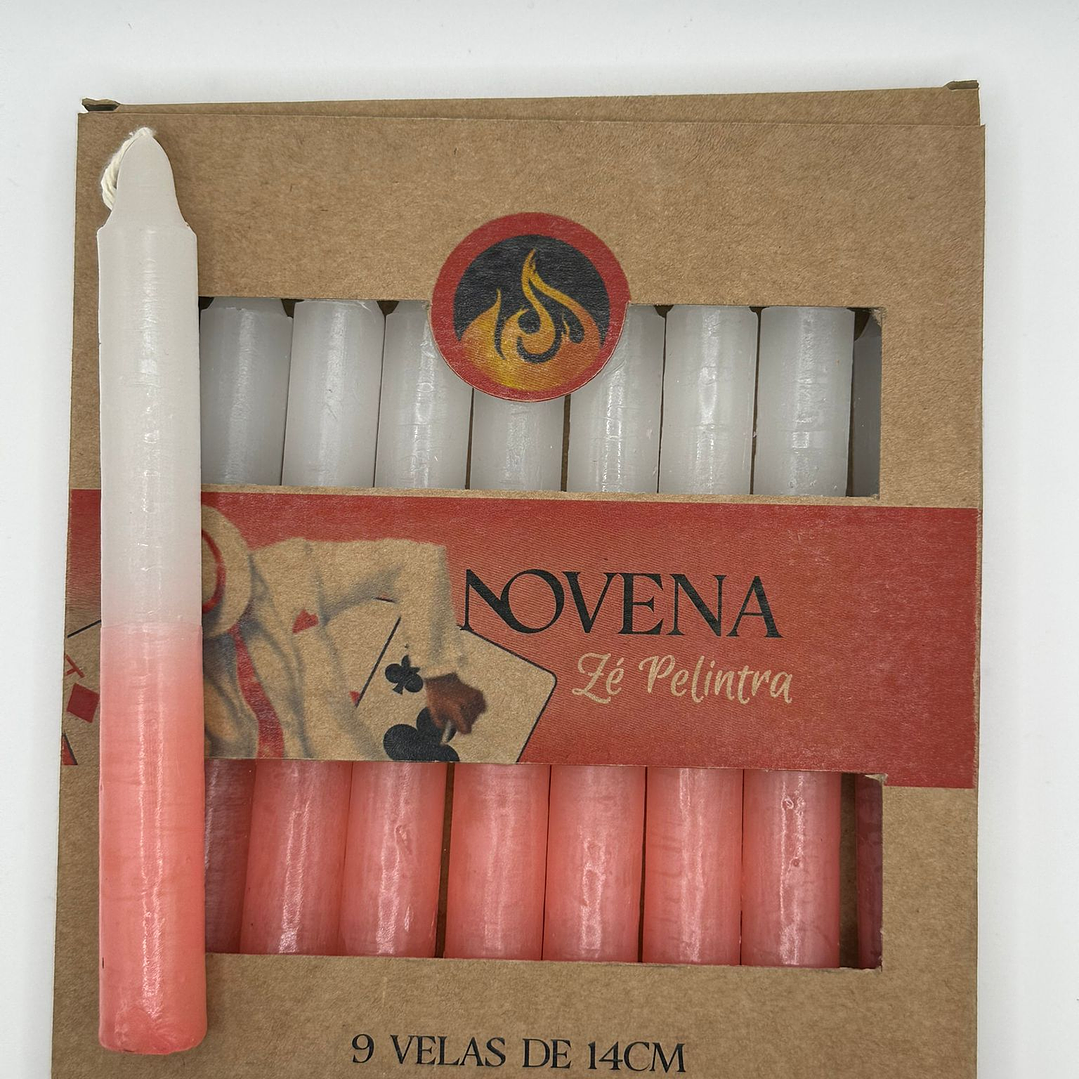 NOVENA
Zé Pelintra
9 VELAS DE 14CM